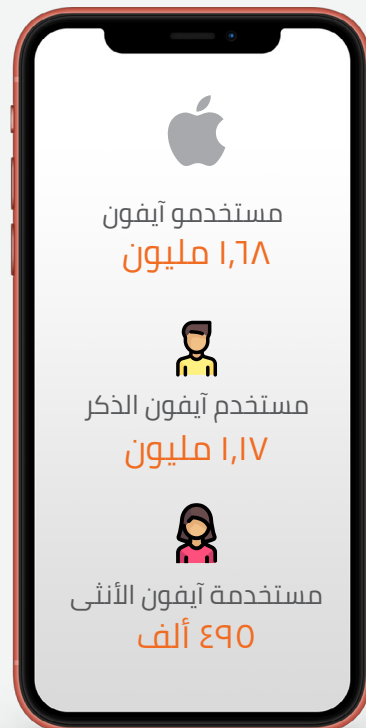 مستخدمو آيفون
١,٦٨ مليون
مستخدم آيفون الذكر
١,١٧ مليون
مستخدمة آيفون الأنثى
٤٩٥ ألف